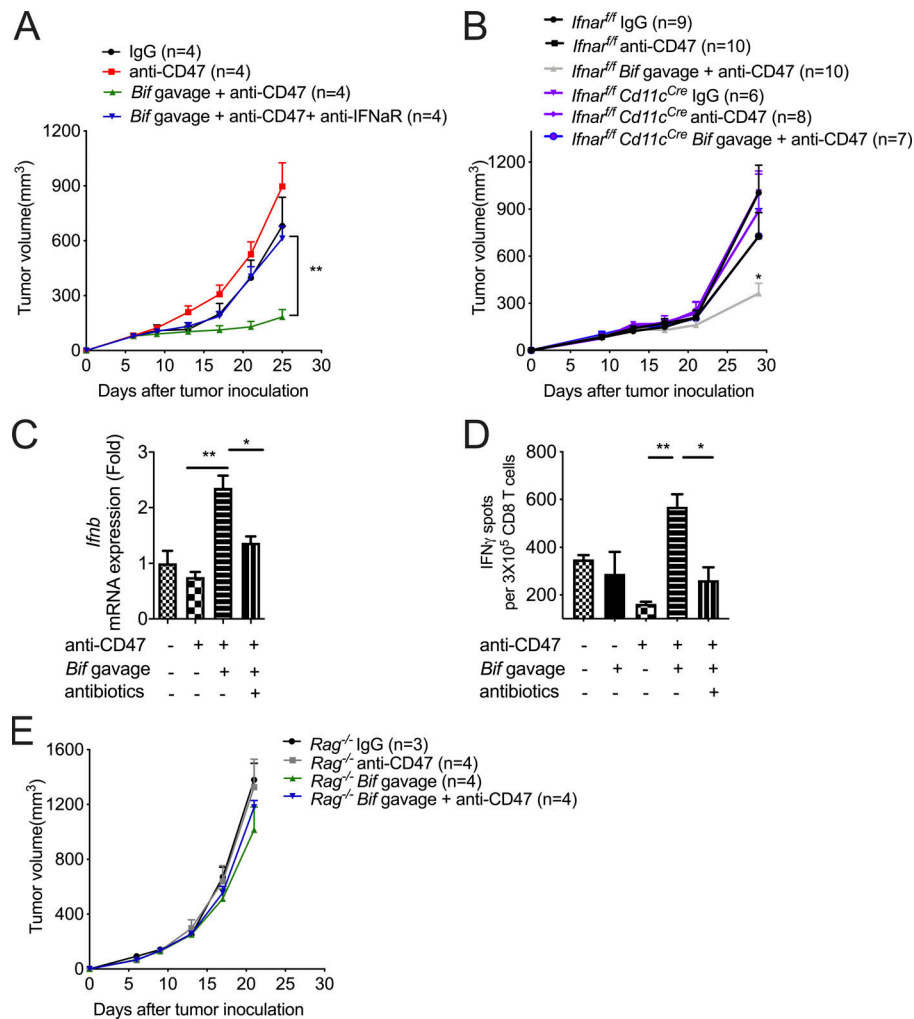 A
IgG (n=4)
anti-CD47 (n=4)
Bif gavage + anti-CD47 (n=4)
Bif gavage + anti-CD47+ anti-IFNaR (n=4)
Tumor volume(mm3)
1200
900
600
300
0
**
0 5 10 15 20 25 30
Days after tumor inoculation
B
Ifnarf/f IgG (n=9)
Ifnarf/f anti-CD47 (n=10)
Ifnarf/f Bif gavage + anti-CD47 (n=10)
Ifnarf/f Cd11cCre IgG (n=6)
Ifnarf/f Cd11cCre anti-CD47 (n=8)
Ifnarf/f Cd11cCre Bif gavage + anti-CD47 (n=7)
Tumor volume(mm3)
1200
900
600
300
0
*
0 5 10 15 20 25 30
Days after tumor inoculation
C
Ifnb
mRNA expression (Fold)
3
2
1
0
** *
anti-CD47 - + + +
Bif gavage - - + +
antibiotics - - - +
D
IFNγ spots
per 3X105 CD8 T cells
800
600
400
200
** *
anti-CD47 - - + + +
Bif gavage - + - + +
antibiotics - - - - +
E
Rag-/- IgG (n=3)
Rag-/- anti-CD47 (n=4)
Rag-/- Bif gavage (n=4)
Rag-/- Bif gavage + anti-CD47 (n=4)
Tumor volume(mm3)
1600
1200
800
400
0
0 5 10 15 20 25 30
Days after tumor inoculation